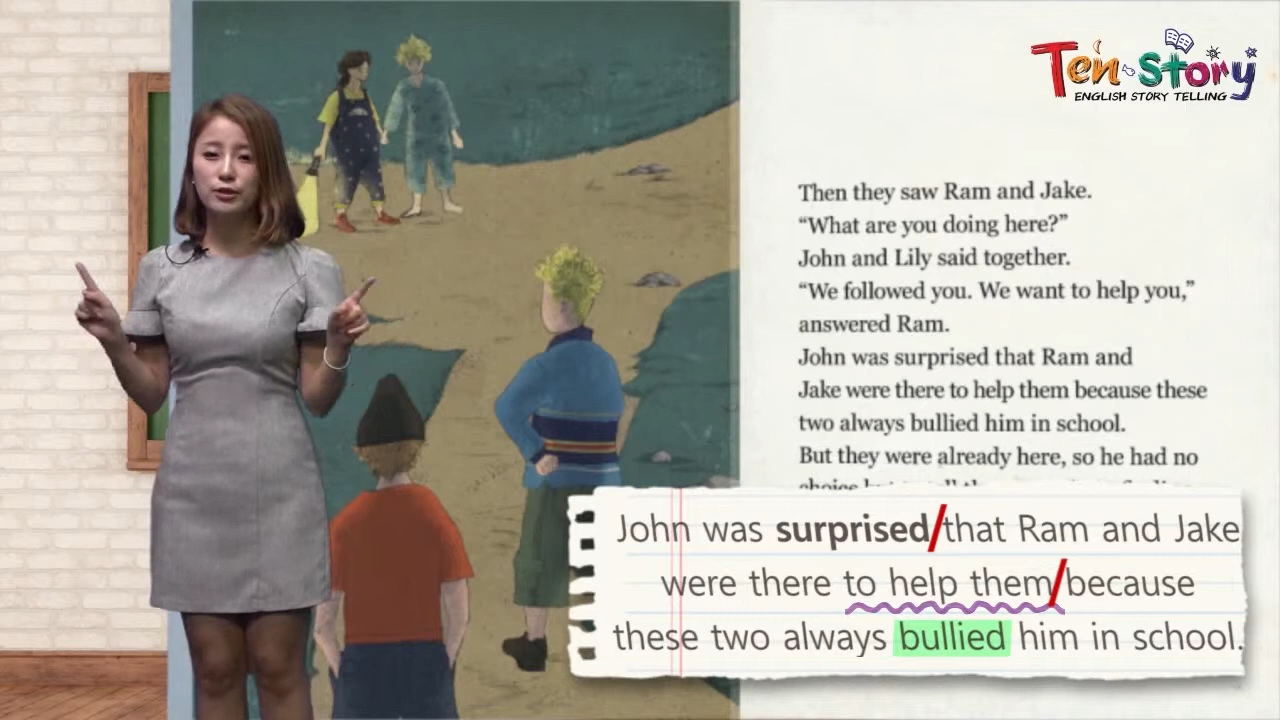 Ten Story
ENGLISH STORY TELLING
Then they saw Ram and Jake.
“What are you doing here?”
John and Lily said together.
“We followed you. We want to help you,”
answered Ram.
John was surprised that Ram and
Jake were there to help them because these
two always bullied him in school.
But they were already here, so he had no
John was surprised/that Ram and Jake
were there to help them/because
these two always bullied him in school.